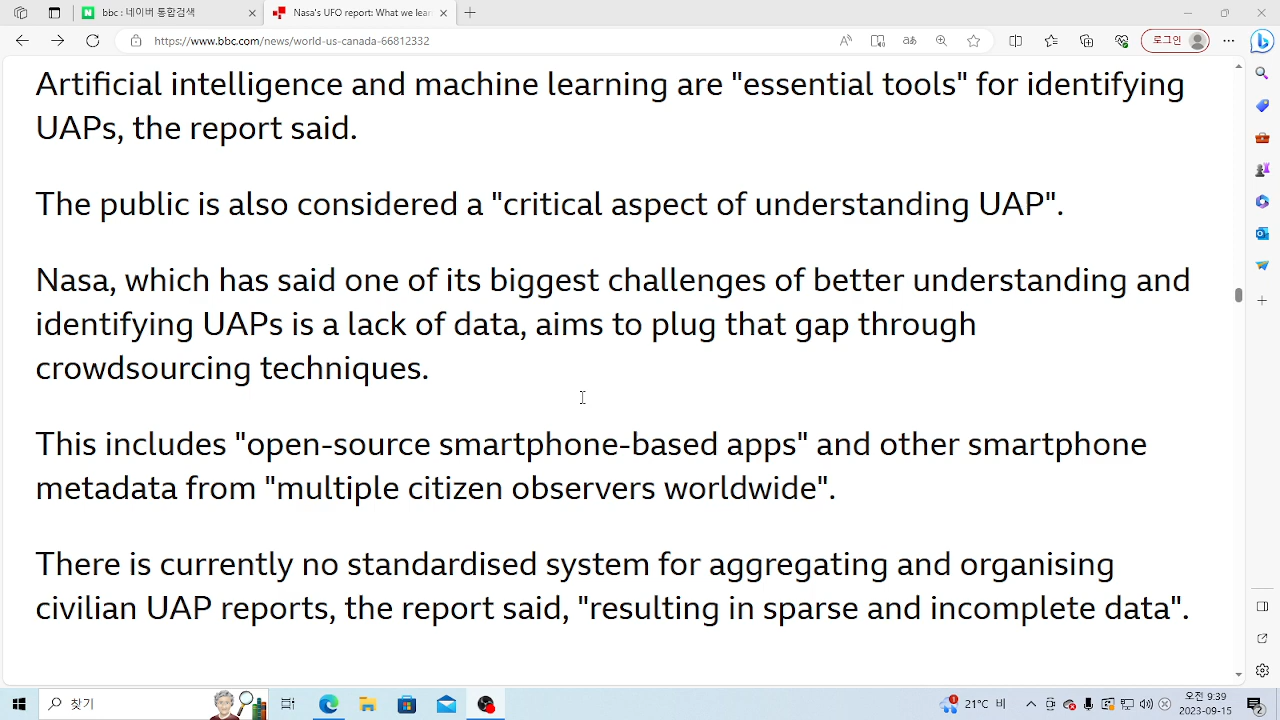 bbc : 네이버 통합검색
Nasa's UFO report: What we lear
https://www.bbc.com/news/world-us-canada-66812332
로그인
Artificial intelligence and machine learning are "essential tools" for identifying
UAPs, the report said.
The public is also considered a "critical aspect of understanding UAP".
Nasa, which has said one of its biggest challenges of better understanding and
identifying UAPs is a lack of data, aims to plug that gap through
crowdsourcing techniques.
This includes "open-source smartphone-based apps" and other smartphone
metadata from "multiple citizen observers worldwide".
There is currently no standardised system for aggregating and organising
civilian UAP reports, the report said, "resulting in sparse and incomplete data".
찾기
1
21°C 비
오전 9:39
2023-09-15
2